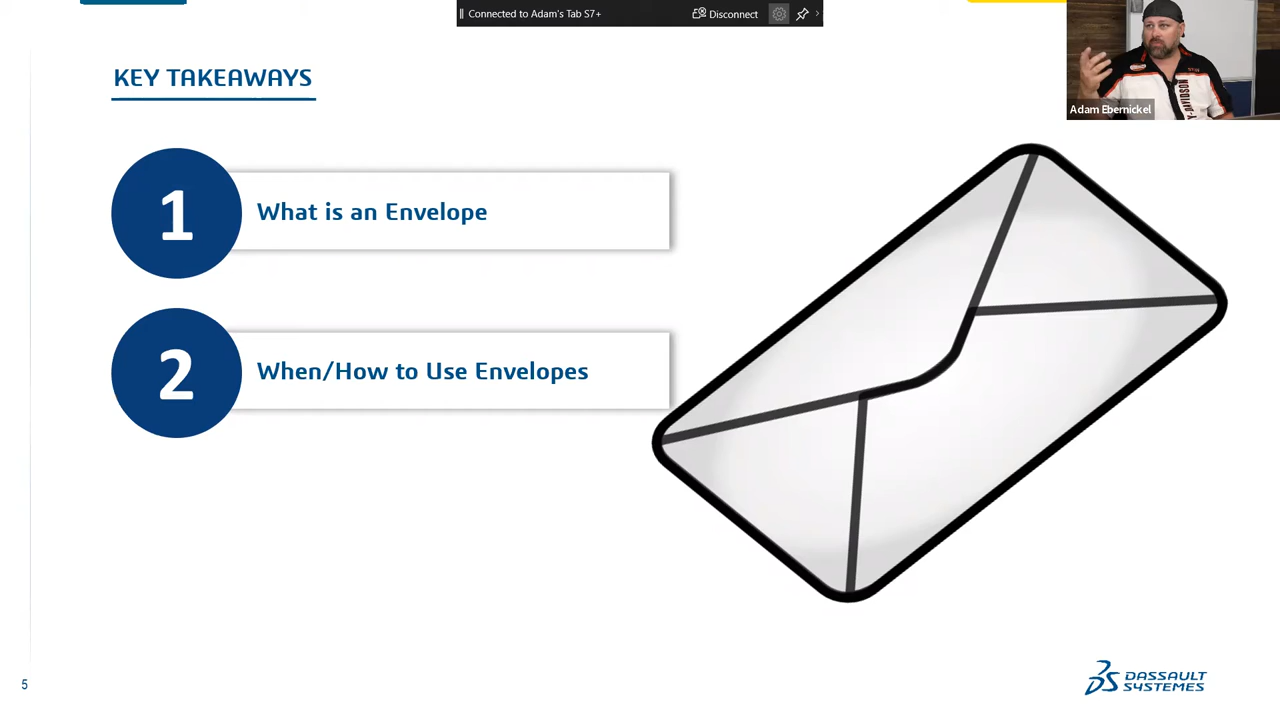 Connected to Adam's Tab S7+
Disconnect
KEY TAKEAWAYS
Adam Ebernickel
1
What is an Envelope
2
When/How to Use Envelopes
5
DASSAULT
SYSTEMES